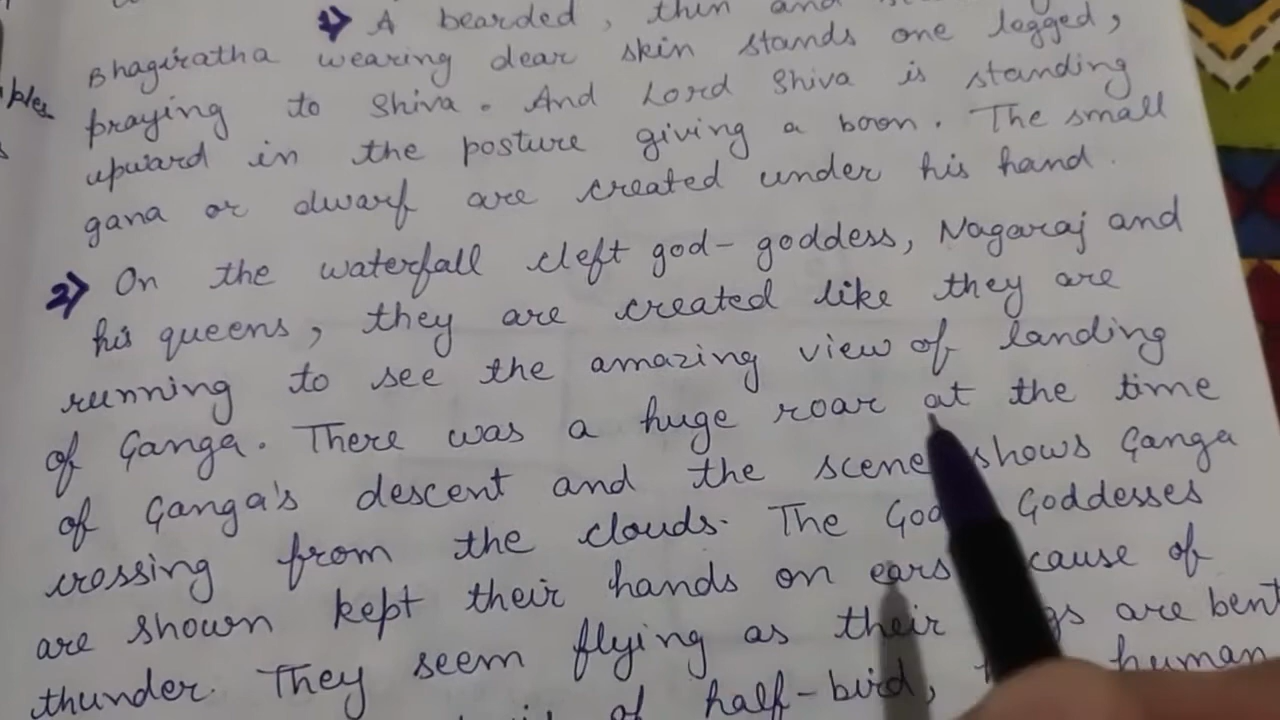 1) A bearded, thin and
Bhagiratha wearing dear skin stands one legged,
praying to Shiva. And Lord Shiva is standing
upward in the posture giving a boon. The small
gana or dwarf are created under his hand.
2) On the waterfall cleft god-goddess, Nagaraj and
his queens, they are created like they are
running to see the amazing view of landing
of Ganga. There was a huge roar at the time
of Ganga's descent and the scene shows Ganga
crossing from the clouds. The God Goddesses
are shown kept their hands on ears cause of
thunder. They seem flying as their are bent
of half-bird, human